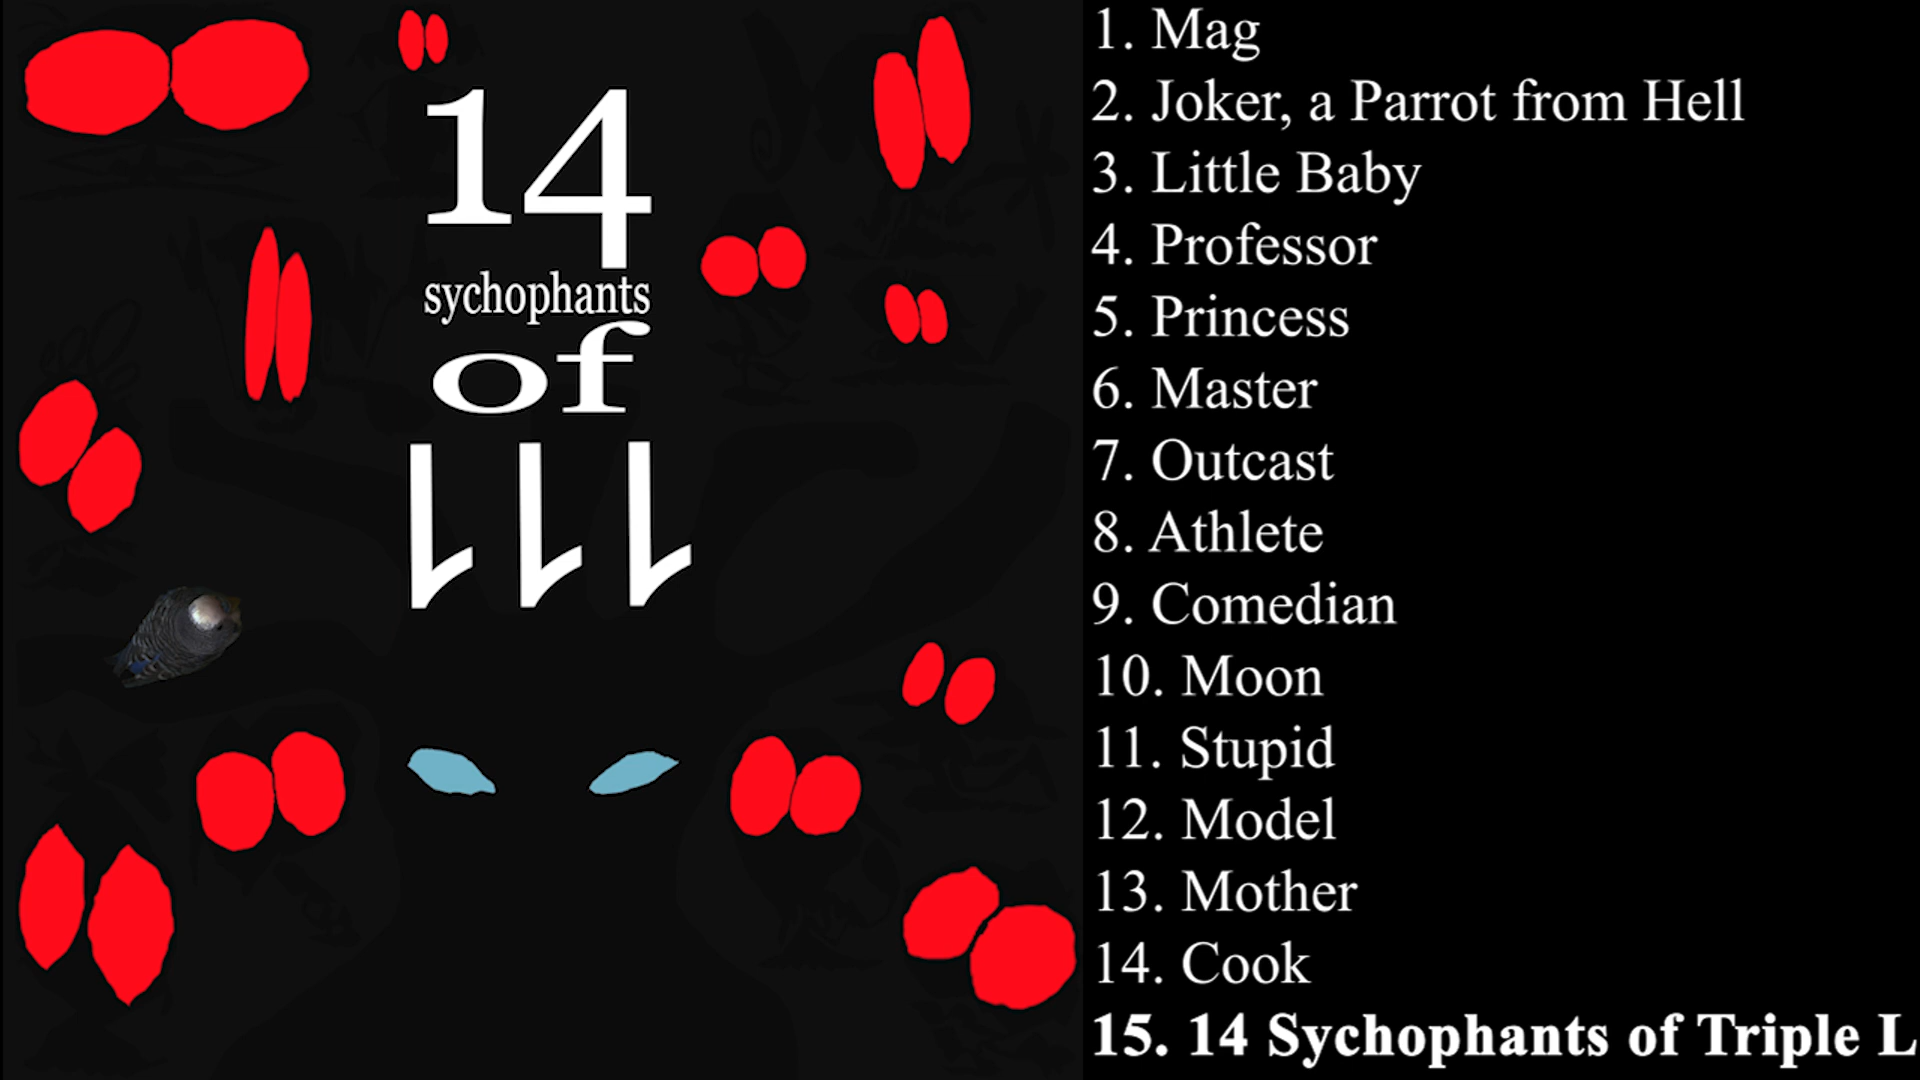 14
sychophants
of
111
1. Mag
2. Joker, a Parrot from Hell
3. Little Baby
4. Professor
5. Princess
6. Master
7. Outcast
8. Athlete
9. Comedian
10. Moon
11. Stupid
12. Model
13. Mother
14. Cook
15. 14 Sychophants of Triple L